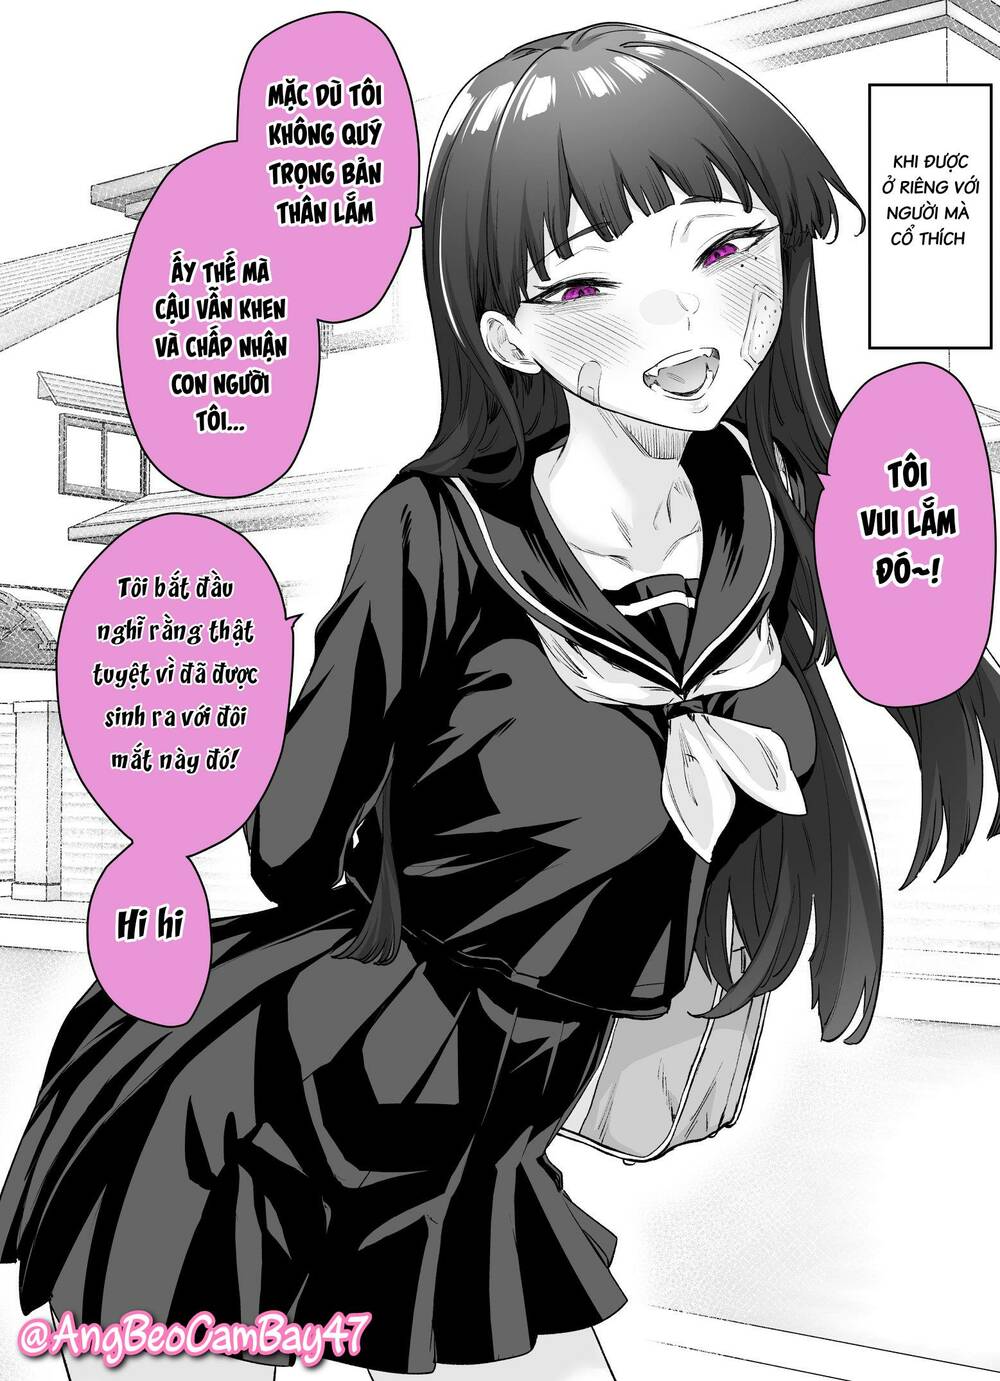 KHI ĐƯỢC
Ở RIÊNG VỚI
NGƯỜI MÀ
CỔ THÍCH
TÔI
VUI LẮM
ĐÓ~!
MẶC DÙ TÔI
KHÔNG QUÝ
TRỌNG BẢN
THÂN LẮM
ẤY THẾ MÀ
CẬU VẪN KHEN
VÀ CHẤP NHẬN
CON NGƯỜI
TÔI...
Tôi bắt đầu
nghĩ rằng thật
tuyệt vì đã được
sinh ra với đôi
mắt này đó!
Hi hi
@AngBeoCamBay47